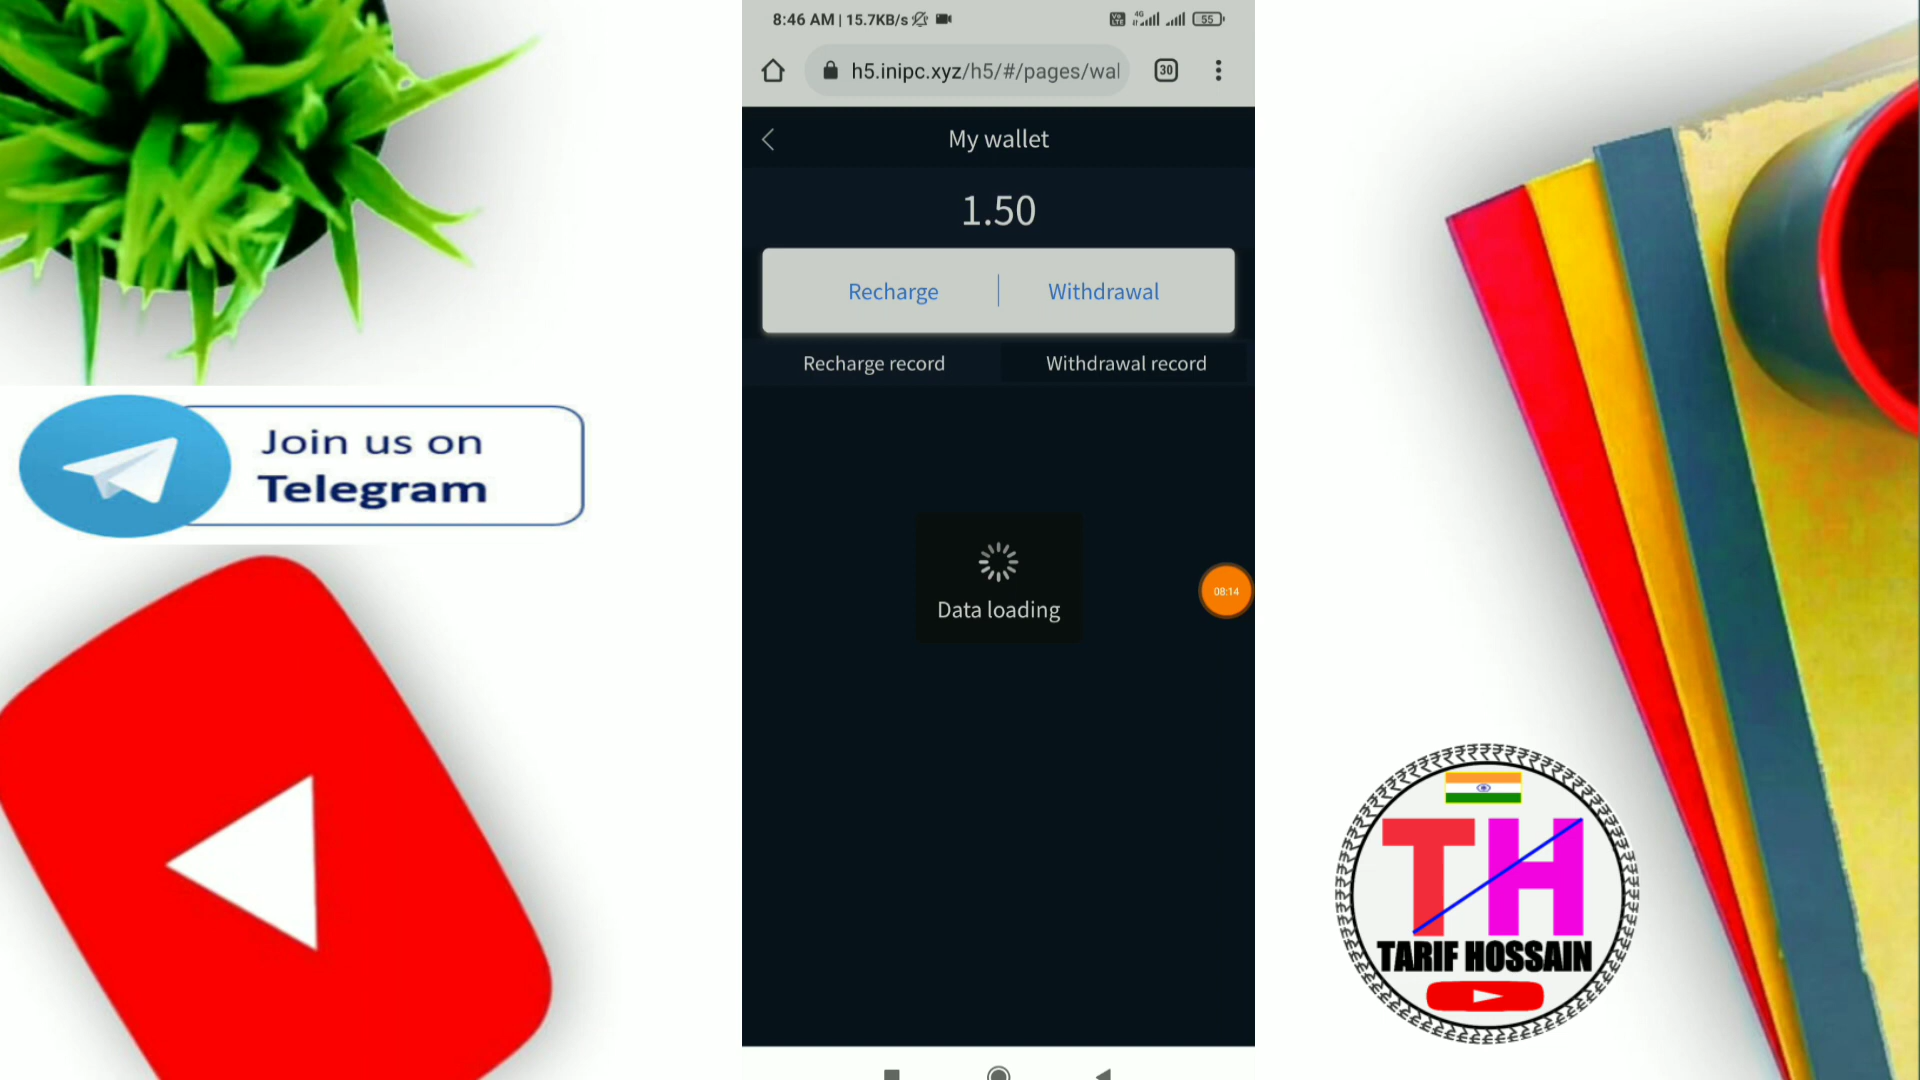 8:46 AM | 15.7KB/s
4G
55
h5.inipc.xyz/h5/#/pages/wal
30
My wallet
1.50
Recharge
Withdrawal
Recharge record
Withdrawal record
Join us on
Telegram
Data loading
08:14
TH
TARIF HOSSAIN